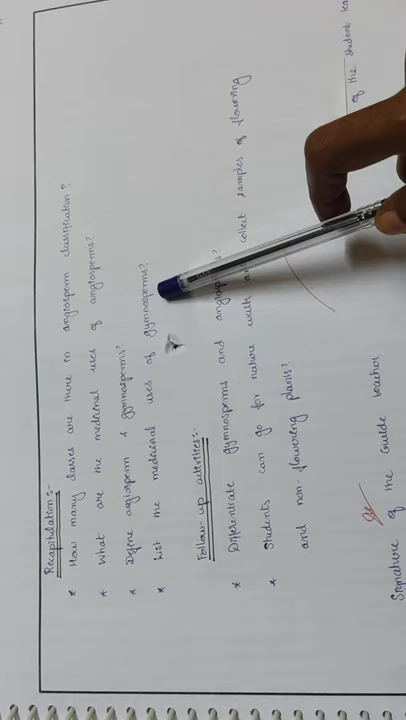 Recapitulation:-
* How many classes are there in angiosperm classification?
* What are the medicinal uses of angiosperms?
* Define angiosperm & gymnosperms?
* List the medicinal uses of gymnosperms?
Follow-up activities:-
* Differentiate gymnosperms and
* Students can go for nature walk and collect samples of flowering
and non-flowering plants?
Signature of the Guide teacher
of the student